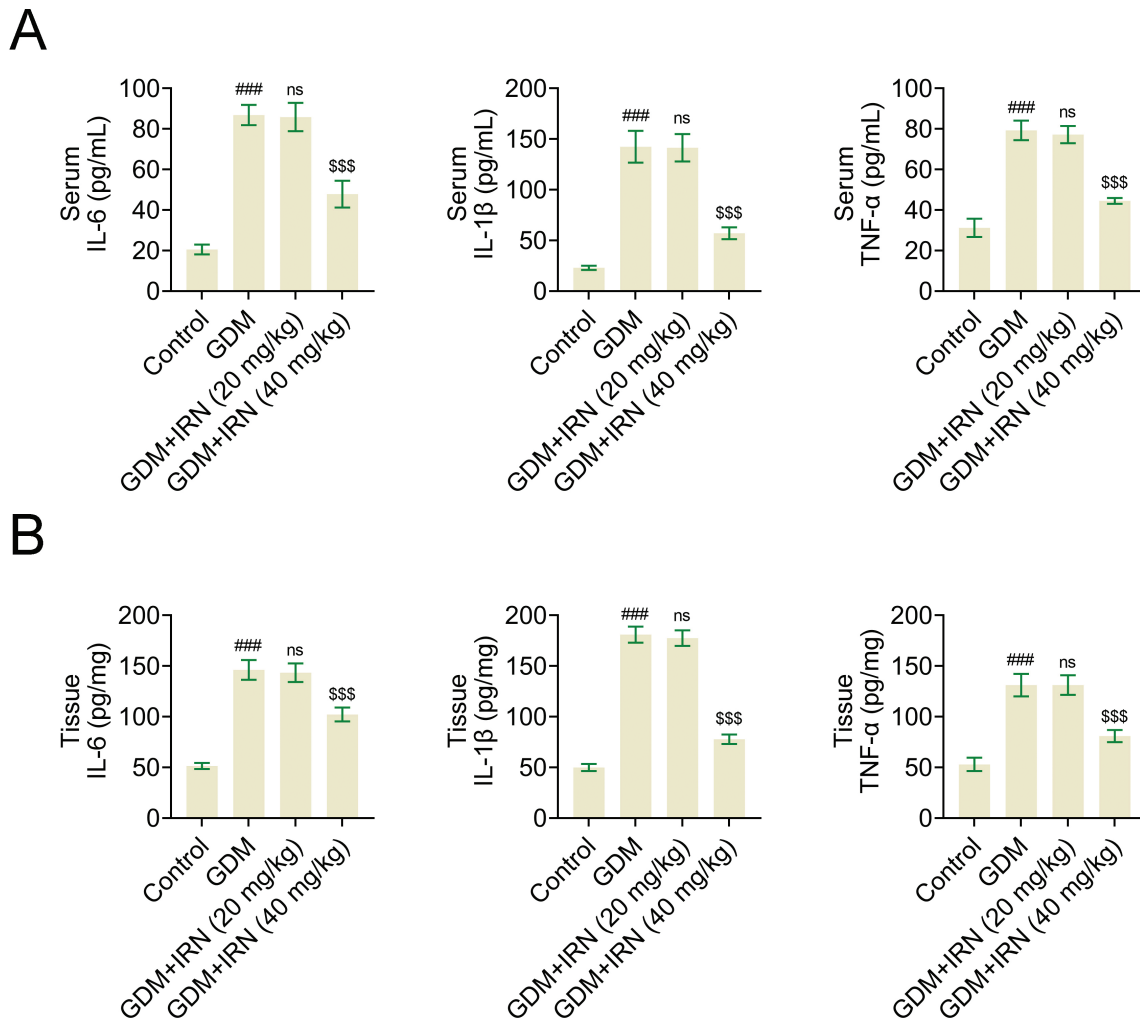 A
Serum
IL-6 (pg/mL)
100
80
60
40
20
0
###
ns
$$$
Control
GDM
GDM+IRN (20 mg/kg)
GDM+IRN (40 mg/kg)
Serum
IL-1β (pg/mL)
200
150
100
50
0
###
ns
$$$
Control
GDM
GDM+IRN (20 mg/kg)
GDM+IRN (40 mg/kg)
Serum
TNF-α (pg/mL)
100
80
60
40
20
0
###
ns
$$$
Control
GDM
GDM+IRN (20 mg/kg)
GDM+IRN (40 mg/kg)
B
Tissue
IL-6 (pg/mg)
200
150
100
50
0
###
ns
$$$
Control
GDM
GDM+IRN (20 mg/kg)
GDM+IRN (40 mg/kg)
Tissue
IL-1β (pg/mg)
200
150
100
50
0
###
ns
$$$
Control
GDM
GDM+IRN (20 mg/kg)
GDM+IRN (40 mg/kg)
Tissue
TNF-α (pg/mg)
200
150
100
50
0
###
ns
$$$
Control
GDM
GDM+IRN (20 mg/kg)
GDM+IRN (40 mg/kg)